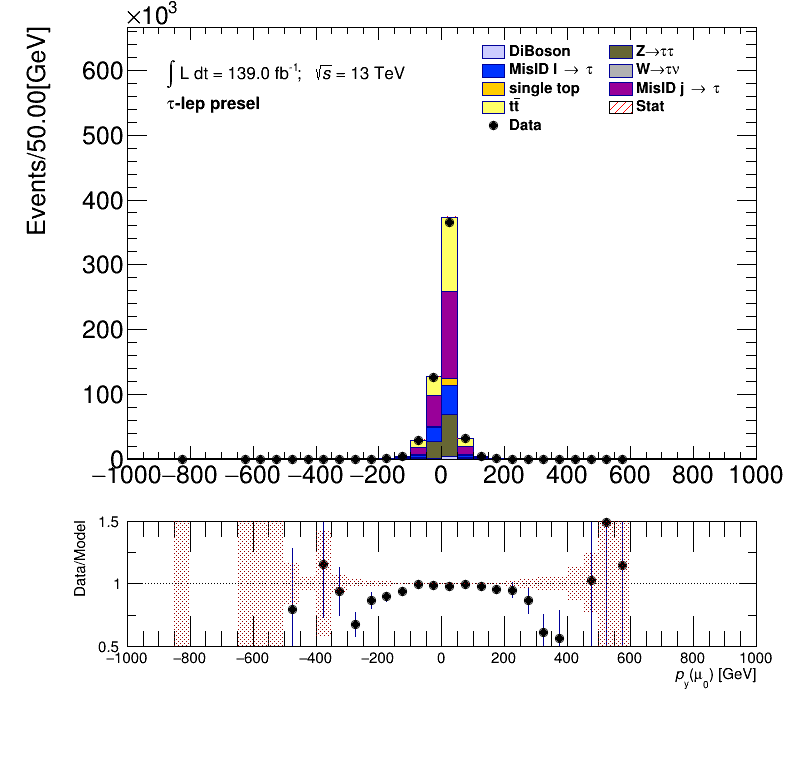 ×10³
Events/50.00[GeV]
600
500
400
300
200
100
0
∫ L dt = 139.0 fb⁻¹; √s = 13 TeV
τ-lep presel
DiBoson
Z→ττ
MisID l → τ
W→τν
single top
MisID j → τ
tt̄
Stat
Data
−1000 −800 −600 −400 −200 0 200 400 600 800 1000
Data/Model
1.5
1
0.5
−1000 −800 −600 −400 −200 0 200 400 600 800 1000
p_y(μ_0) [GeV]